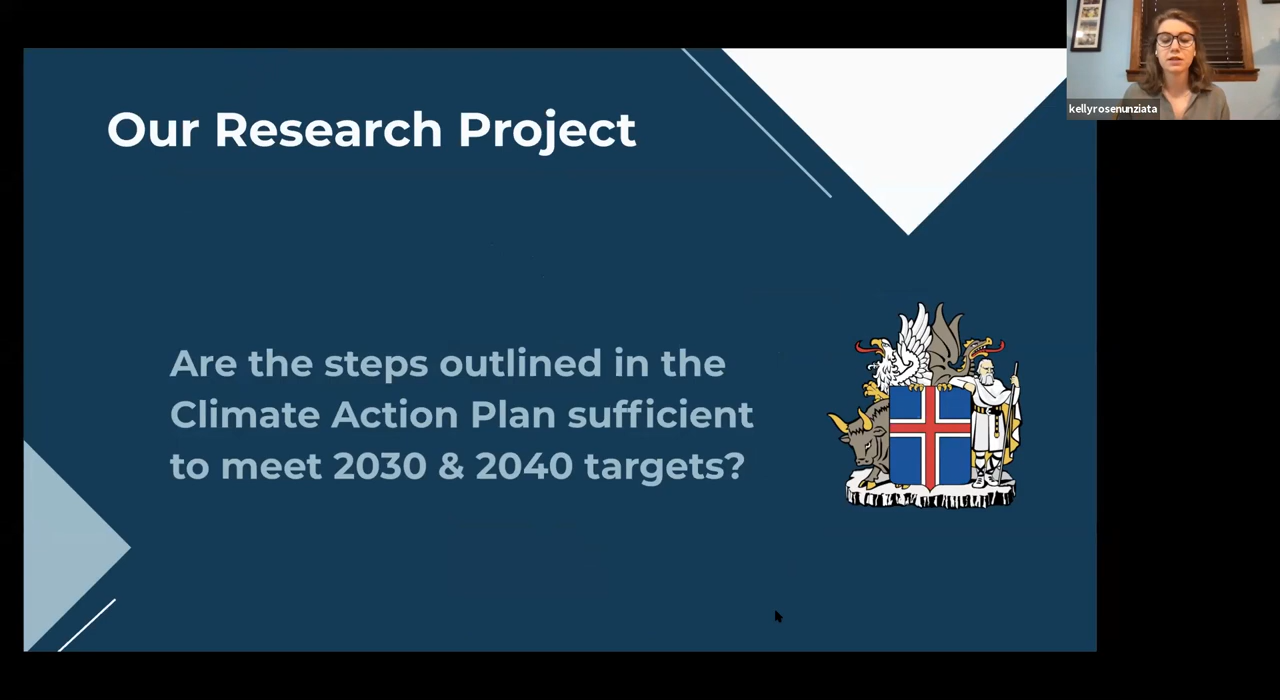 Our Research Project
kellyrosenunziata
Are the steps outlined in the
Climate Action Plan sufficient
to meet 2030 & 2040 targets?